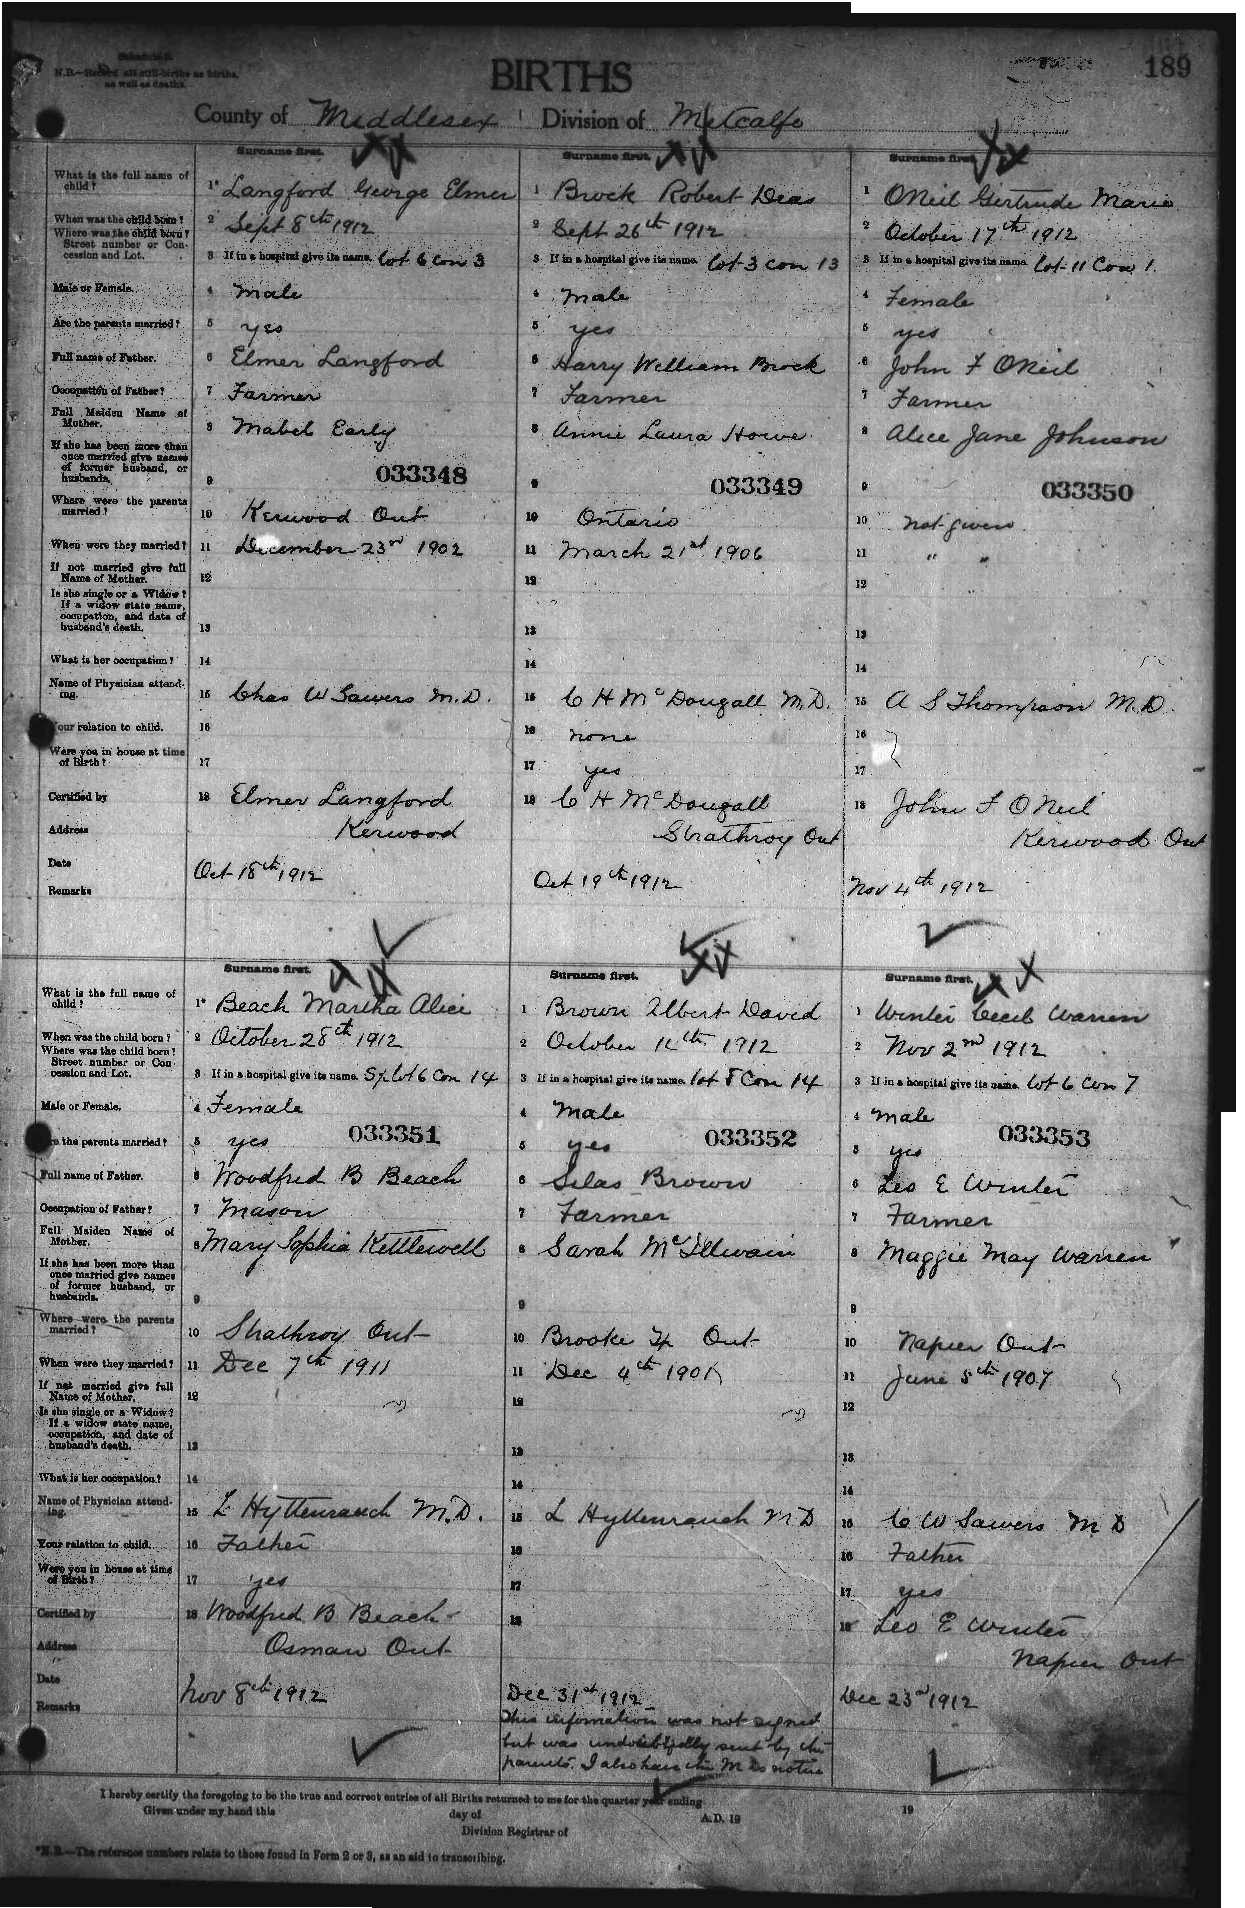 Schedule B.
N.B.—Record all still-births as births,
as well as deaths.
BIRTHS
189
County of Middlesex Division of Metcalfe
Surname first. Surname first. Surname first.
What is the full name of
child?
1* Langford George Elmer
1 Brock Robert Deas
1 ONeil Gertrude Marie
When was the child born?
2 Sept 8th 1912
2 Sept 26th 1912
2 October 17th 1912
Where was the child born?
Street number or Con-
cession and Lot.
3 If in a hospital give its name. Lot 6 Con 3
3 If in a hospital give its name. Lot 3 Con 13
3 If in a hospital give its name. Lot 11 Con 1
Male or Female.
4 Male
4 Male
4 Female
Are the parents married?
5 yes
5 yes
5 yes
Full name of Father.
6 Elmer Langford
6 Harry William Brock
6 John F ONeil
Occupation of Father?
7 Farmer
7 Farmer
7 Farmer
Full Maiden Name of
Mother.
8 Mabel Early
8 Annie Laura Howe
8 Alice Jane Johnson
If she has been more than
once married give names
of former husband, or
husbands.
9 033348
9 033349
9 033350
Where were the parents
married?
10 Kerwood Ont
10 Ontario
10 not given
When were they married?
11 December 23rd 1902
11 March 21st 1906
11 " "
If not married give full
Name of Mother.
12
12
12
Is she single or a Widow?
If a widow state name,
occupation, and date of
husband's death.
13
13
13
What is her occupation?
14
14
14
Name of Physician attend-
ing.
15 Chas W Sawers M.D.
15 C H McDougall M.D.
15 A S Thompson M.D.
Your relation to child.
16
16 none
16
Were you in house at time
of Birth?
17
17 yes
17
Certified by
18 Elmer Langford
18 C H McDougall
18 John F ONeil
Address
Kerwood
Strathroy Ont
Kerwood Ont
Date
Oct 18th 1912
Oct 19th 1912
Nov 4th 1912
Remarks
Surname first. Surname first. Surname first.
What is the full name of
child?
1* Beach Martha Alice
1 Brown Albert David
1 Winter Cecil Warren
When was the child born?
2 October 28th 1912
2 October 1 th 1912
2 Nov 2nd 1912
Where was the child born?
Street number or Con-
cession and Lot.
3 If in a hospital give its name. Lot 6 Con 14
3 If in a hospital give its name. Lot 8 Con 14
3 If in a hospital give its name. Lot 6 Con 7
Male or Female.
4 Female
4 Male
4 Male
Are the parents married?
5 yes 033351
5 yes 033352
5 yes 033353
Full name of Father.
6 Woodfred B Beach
6 Silas Brown
6 Leo E Winter
Occupation of Father?
7 Mason
7 Farmer
7 Farmer
Full Maiden Name of
Mother.
8 Mary Sophia Kettlewell
8 Sarah McIllwain
8 Maggie May Warren
If she has been more than
once married give names
of former husband, or
husbands.
9
9
9
Where were the parents
married?
10 Strathroy Ont
10 Brooke Tp Ont
10 Napier Ont
When were they married?
11 Dec 7th 1911
11 Dec 4th
11 June 5th 1907
If not married give full
Name of Mother.
12
12
12
Is she single or a Widow?
If a widow state name,
occupation, and date of
husband's death.
13
13
13
What is her occupation?
14
14
14
Name of Physician attend-
ing.
15 L Hyttenrauch M.D.
15 L Hyttenrauch M D
15 C W Sawers M D
Your relation to child.
16 Father
16
16 Father
Were you in house at time
of Birth?
17 yes
17
17 yes
Certified by
18 Woodfred B Beach
18
18 Leo E Winter
Address
Osman Ont
Napier Ont
Date
Nov 8th 1912
Dec 31st 1912
Dec 23rd 1912
Remarks
This information was not signed
but was undoubtedly sent by the
parents. I also have the M Ds notice
I hereby certify the foregoing to be the true and correct entries of all Births returned to me for the quarter year ending 19
Given under my hand this day of A.D. 19
Division Registrar of
*N.B.—The reference numbers relate to those found in Form 2 or 3, as an aid to transcribing.